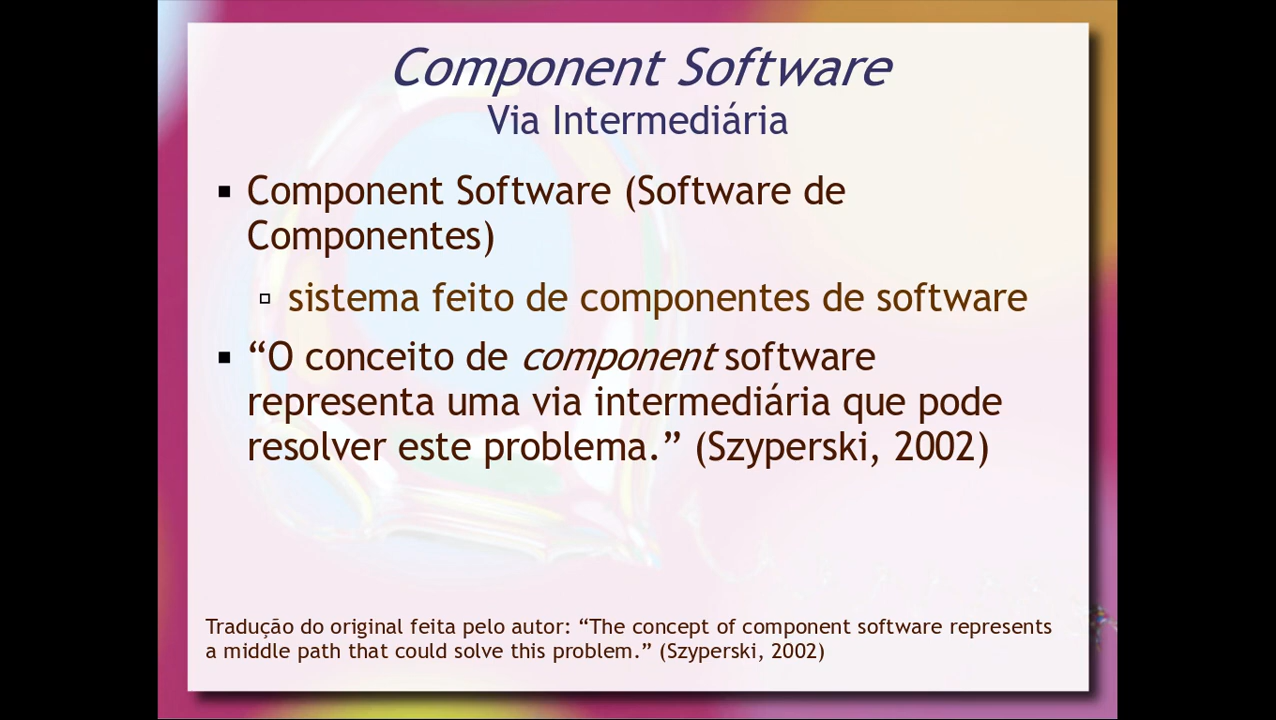 Component Software
Via Intermediária
Component Software (Software de
Componentes)
sistema feito de componentes de software
“O conceito de component software
representa uma via intermediária que pode
resolver este problema.” (Szyperski, 2002)
Tradução do original feita pelo autor: “The concept of component software represents
a middle path that could solve this problem.” (Szyperski, 2002)